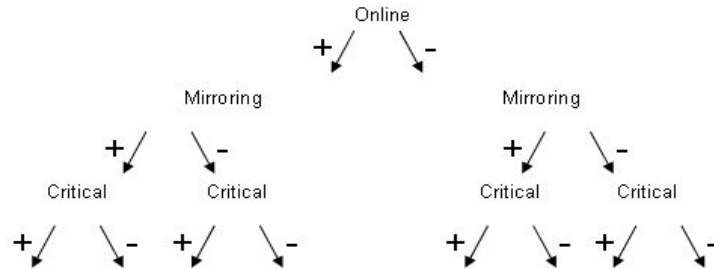 Online
+ -
Mirroring Mirroring
+ - + -
Critical Critical Critical Critical
+ - + - + - + -